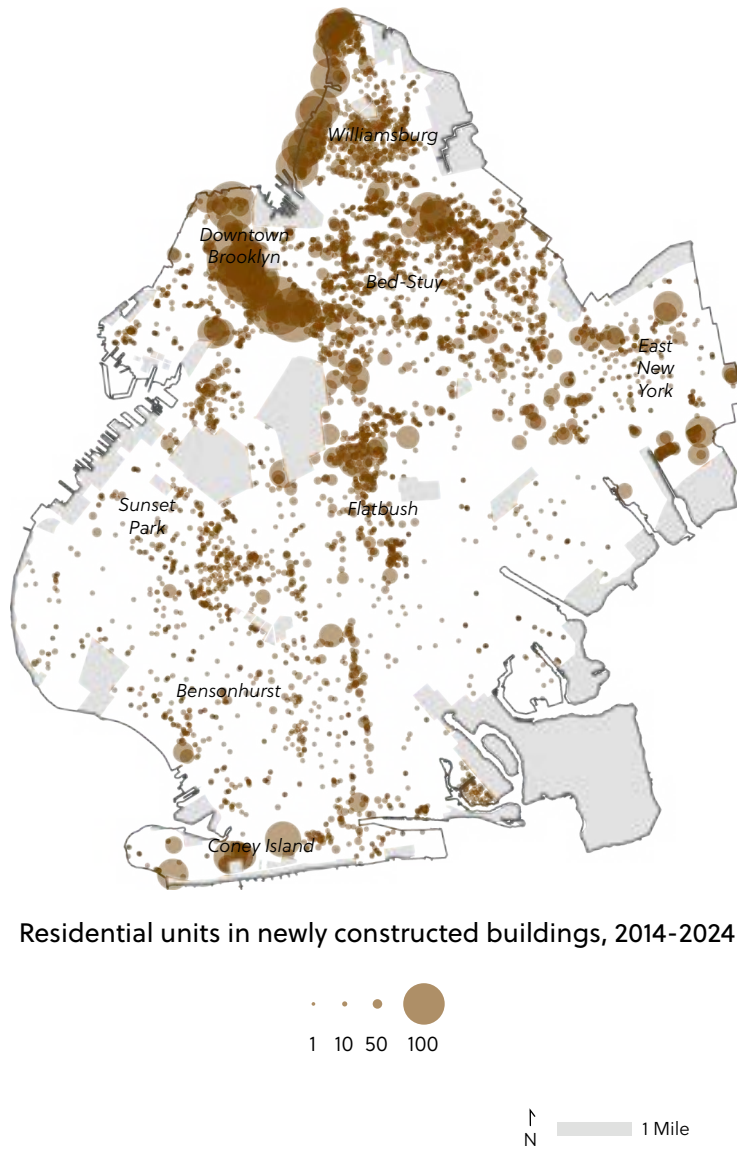 Williamsburg
Downtown
Brooklyn
Bed-Stuy
East
New
York
Sunset
Park
Flatbush
Bensonhurst
Coney Island
Residential units in newly constructed buildings, 2014-2024
1 10 50 100
N
1 Mile